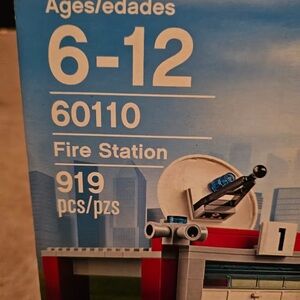 Ages/edades
6-12
60110
Fire Station
919
pcs/pzs
1